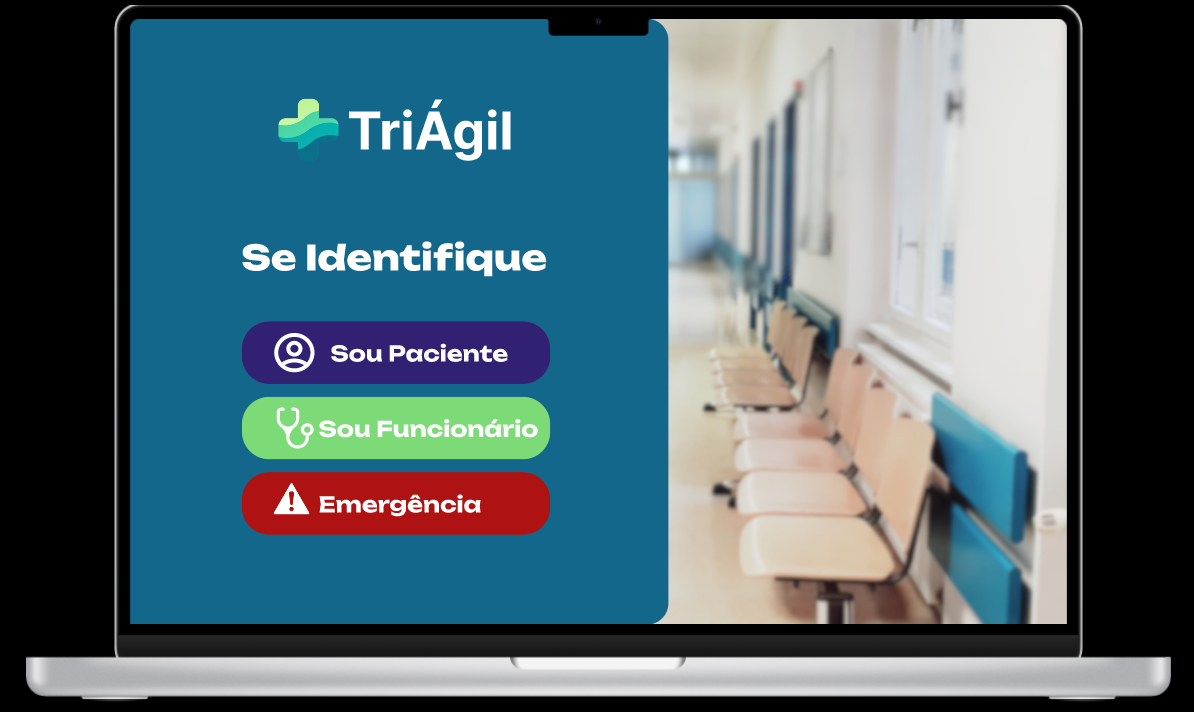 TriÁgil
Se Identifique
Sou Paciente
Sou Funcionário
Emergência